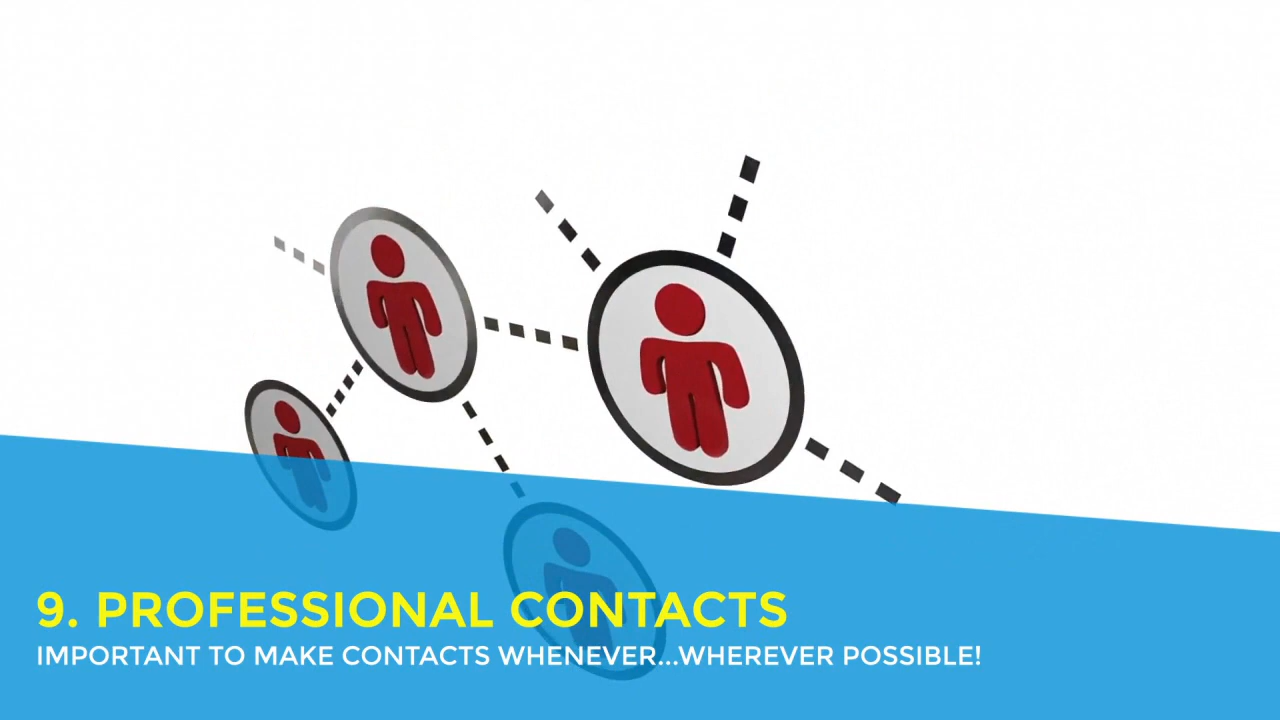 9. PROFESSIONAL CONTACTS
IMPORTANT TO MAKE CONTACTS WHENEVER...WHEREVER POSSIBLE!